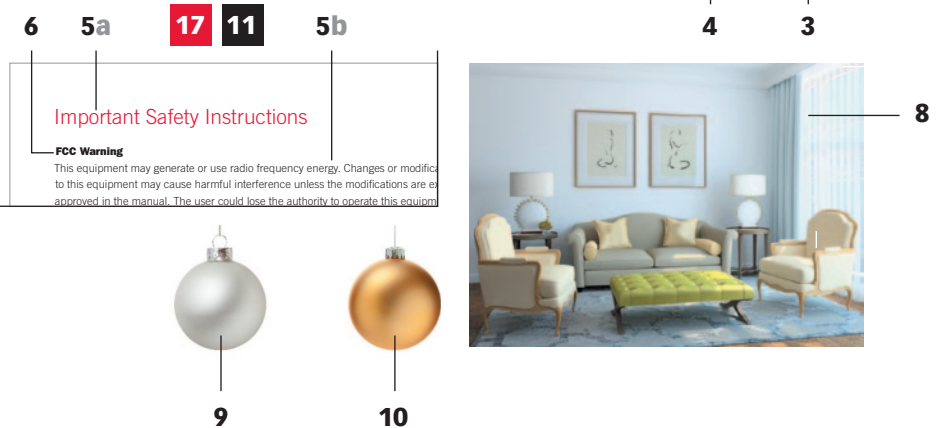 4 3
6 5a 17 11 5b
8
Important Safety Instructions
FCC Warning
This equipment may generate or use radio frequency energy. Changes or modifica
to this equipment may cause harmful interference unless the modifications are ex
approved in the manual. The user could lose the authority to operate this equipm
9 10